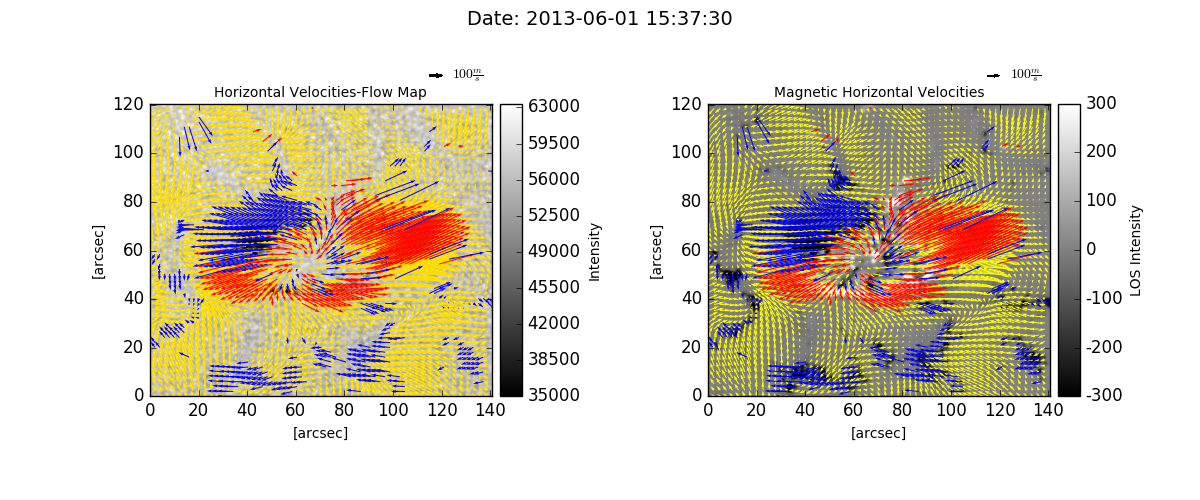 Date: 2013-06-01 15:37:30
100 m/s
Horizontal Velocities-Flow Map
120
100
80
60
40
20
0
[arcsec]
0 20 40 60 80 100 120 140
[arcsec]
63000
59500
56000
52500
49000
45500
42000
38500
35000
Intensity
100 m/s
Magnetic Horizontal Velocities
120
100
80
60
40
20
0
[arcsec]
0 20 40 60 80 100 120 140
[arcsec]
300
200
100
0
-100
-200
-300
LOS Intensity